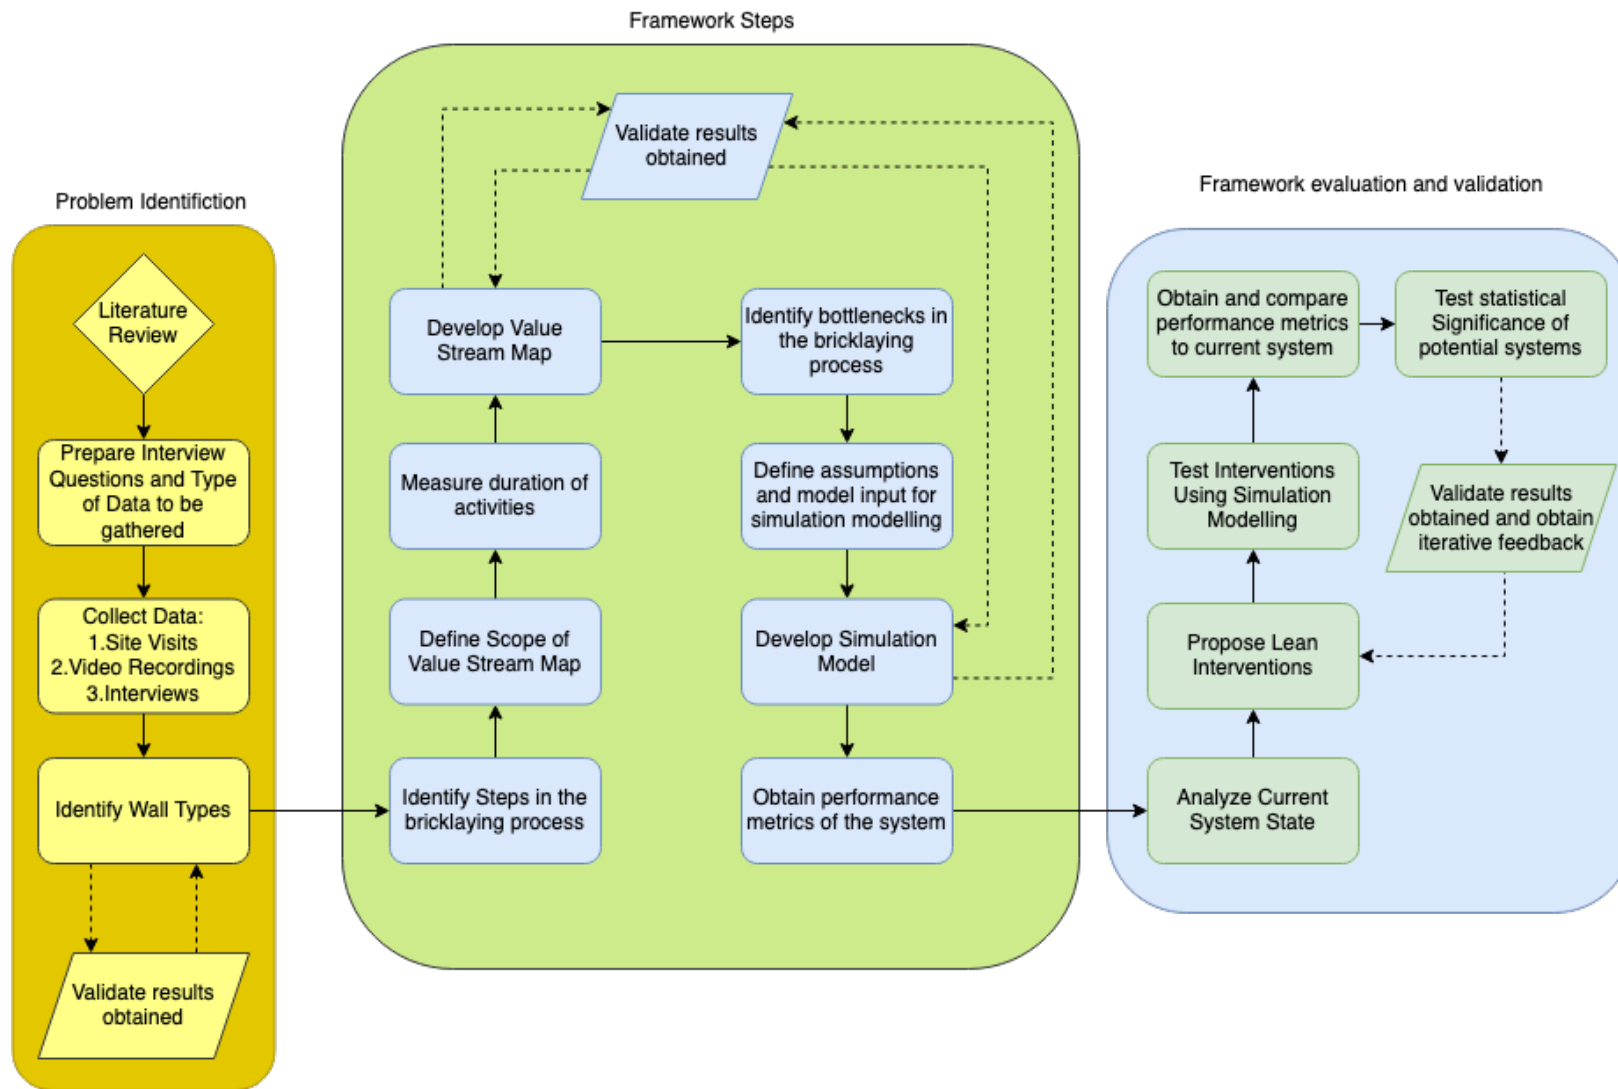 Framework Steps
Validate results
obtained
Problem Identifiction
Literature
Review
Prepare Interview
Questions and Type
of Data to be
gathered
Collect Data:
1.Site Visits
2.Video Recordings
3.Interviews
Identify Wall Types
Validate results
obtained
Identify Steps in the
bricklaying process
Define Scope of
Value Stream Map
Measure duration of
activities
Develop Value
Stream Map
Identify bottlenecks in
the bricklaying
process
Define assumptions
and model input for
simulation modelling
Develop Simulation
Model
Obtain performance
metrics of the system
Framework evaluation and validation
Analyze Current
System State
Propose Lean
Interventions
Test Interventions
Using Simulation
Modelling
Obtain and compare
performance metrics
to current system
Test statistical
Significance of
potential systems
Validate results
obtained and obtain
iterative feedback